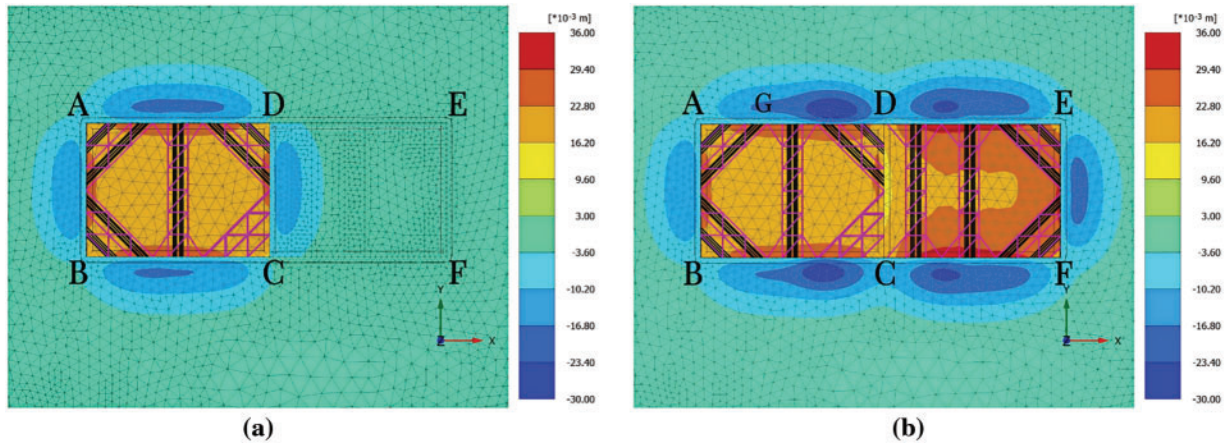 [*10⁻³ m]
36.00
29.40
22.80
16.20
9.60
3.00
-3.60
-10.20
-16.80
-23.40
-30.00
A D E
B C F
Y
Z X
(a)
[*10⁻³ m]
36.00
29.40
22.80
16.20
9.60
3.00
-3.60
-10.20
-16.80
-23.40
-30.00
A G D E
B C F
Y
Z X
(b)